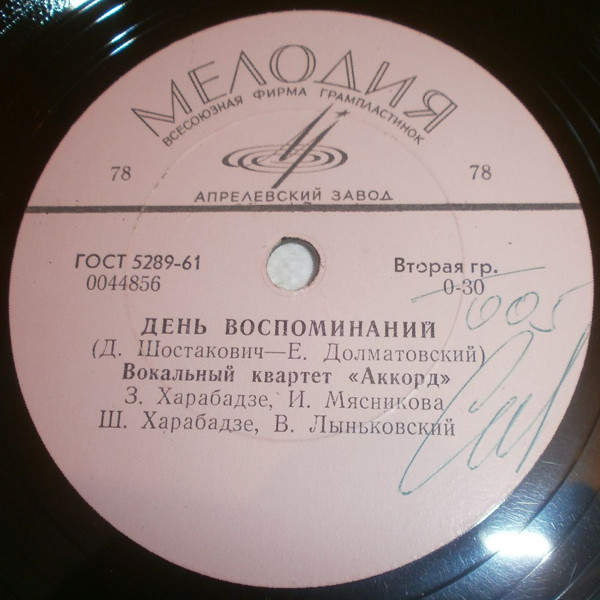 МЕЛОДИЯ
ВСЕСОЮЗНАЯ ФИРМА ГРАМПЛАСТИНОК
78 78
АПРЕЛЕВСКИЙ ЗАВОД
ГОСТ 5289-61 Вторая гр.
0044856 0-30
005
ДЕНЬ ВОСПОМИНАНИЙ
(Д. Шостакович—Е. Долматовский)
Вокальный квартет «Аккорд»
З. Харабадзе, И. Мясникова
Ш. Харабадзе, В. Лыньковский